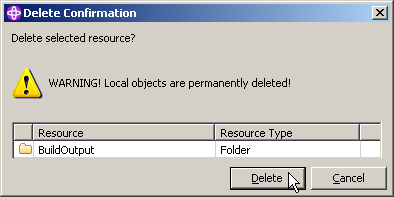 Delete Confirmation
Delete selected resource?
WARNING! Local objects are permanently deleted!
Resource Resource Type
BuildOutput Folder
Delete Cancel